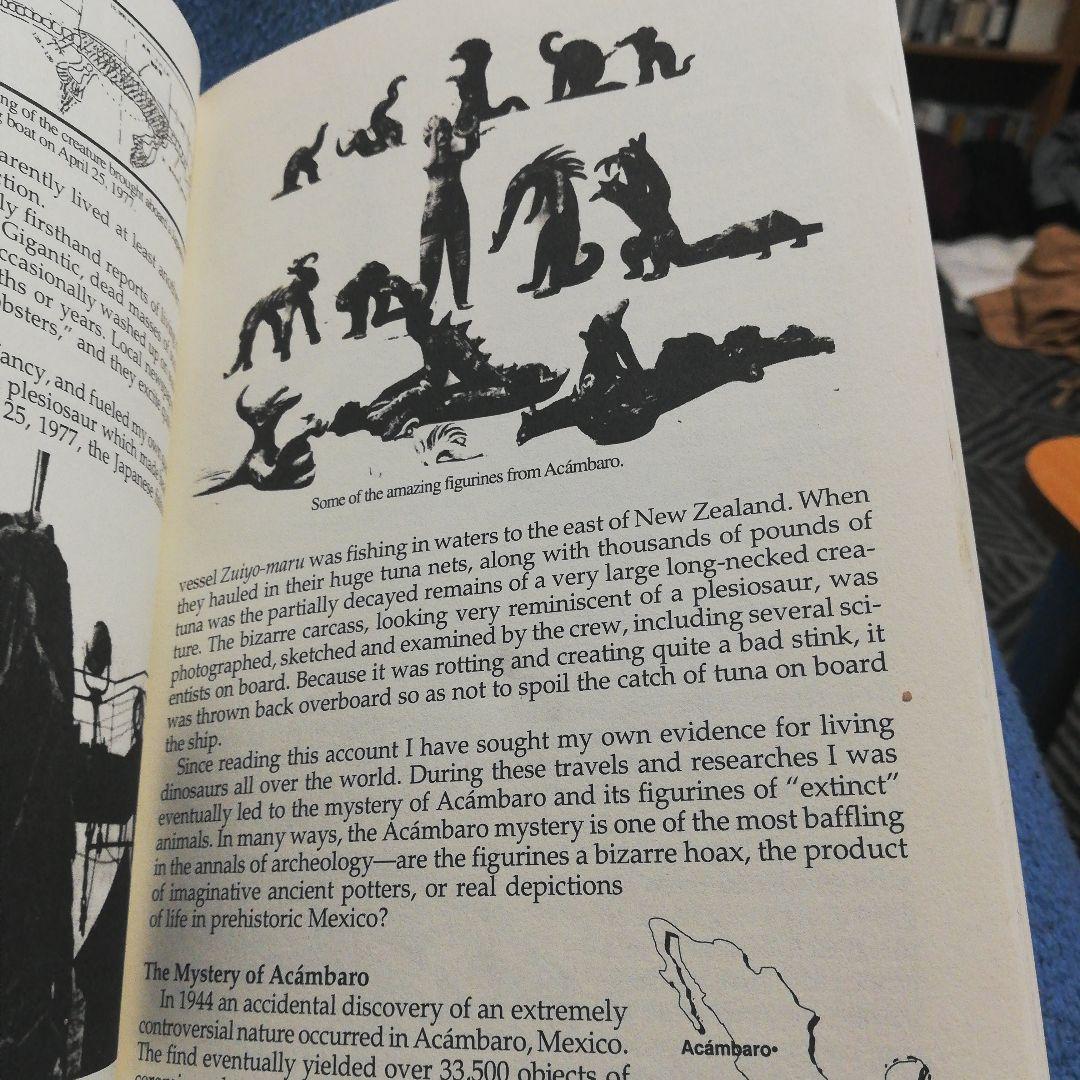 ng of the creature brought aboard a
g boat on April 25, 1977.
arently lived at least
ction.
ly firsthand reports of
Gigantic, dead masses of
ccasionally washed up on
ths or years. Local
obsters," and they excite
ancy, and fueled my own
plesiosaur which made
25, 1977, the Japanese
Some of the amazing figurines from Acámbaro.
vessel Zuiyo-maru was fishing in waters to the east of New Zealand. When
they hauled in their huge tuna nets, along with thousands of pounds of
tuna was the partially decayed remains of a very large long-necked crea-
ture. The bizarre carcass, looking very reminiscent of a plesiosaur, was
photographed, sketched and examined by the crew, including several sci-
entists on board. Because it was rotting and creating quite a bad stink, it
was thrown back overboard so as not to spoil the catch of tuna on board
the ship.
Since reading this account I have sought my own evidence for living
dinosaurs all over the world. During these travels and researches I was
eventually led to the mystery of Acámbaro and its figurines of "extinct"
animals. In many ways, the Acámbaro mystery is one of the most baffling
in the annals of archeology—are the figurines a bizarre hoax, the product
of imaginative ancient potters, or real depictions
of life in prehistoric Mexico?
The Mystery of Acámbaro
In 1944 an accidental discovery of an extremely
controversial nature occurred in Acámbaro, Mexico.
The find eventually yielded over 33,500 objects of
Acámbaro